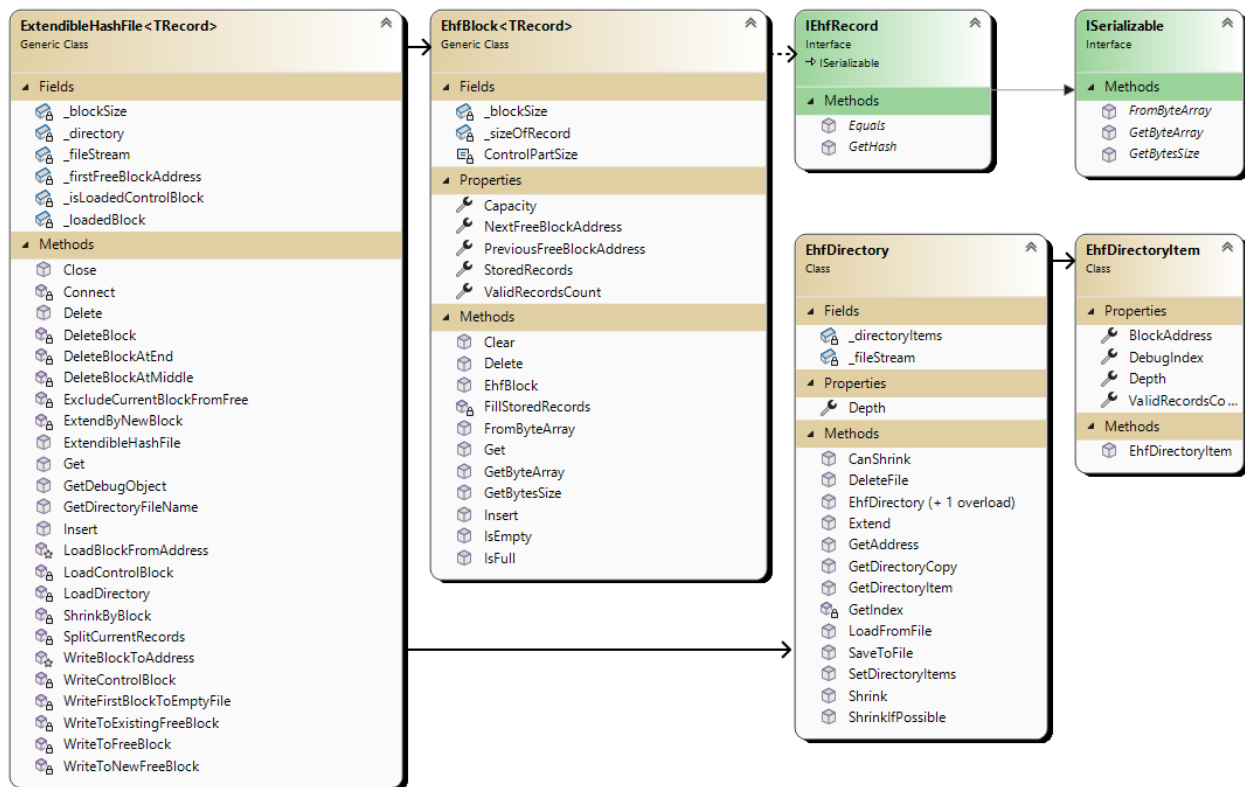 ExtendibleHashFile<TRecord>
Generic Class
Fields
_blockSize
_directory
_fileStream
_firstFreeBlockAddress
_isLoadedControlBlock
_loadedBlock
Methods
Close
Connect
Delete
DeleteBlock
DeleteBlockAtEnd
DeleteBlockAtMiddle
ExcludeCurrentBlockFromFree
ExtendByNewBlock
ExtendibleHashFile
Get
GetDebugObject
GetDirectoryFileName
Insert
LoadBlockFromAddress
LoadControlBlock
LoadDirectory
ShrinkByBlock
SplitCurrentRecords
WriteBlockToAddress
WriteControlBlock
WriteFirstBlockToEmptyFile
WriteToExistingFreeBlock
WriteToFreeBlock
WriteToNewFreeBlock
EhfBlock<TRecord>
Generic Class
Fields
_blockSize
_sizeOfRecord
ControlPartSize
Properties
Capacity
NextFreeBlockAddress
PreviousFreeBlockAddress
StoredRecords
ValidRecordsCount
Methods
Clear
Delete
EhfBlock
FillStoredRecords
FromByteArray
Get
GetByteArray
GetBytesSize
Insert
IsEmpty
IsFull
IEhfRecord
Interface
ISerializable
Methods
Equals
GetHash
ISerializable
Interface
Methods
FromByteArray
GetByteArray
GetBytesSize
EhfDirectory
Class
Fields
_directoryItems
_fileStream
Properties
Depth
Methods
CanShrink
DeleteFile
EhfDirectory (+ 1 overload)
Extend
GetAddress
GetDirectoryCopy
GetDirectoryItem
GetIndex
LoadFromFile
SaveToFile
SetDirectoryItems
Shrink
ShrinkIfPossible
EhfDirectoryItem
Class
Properties
BlockAddress
DebugIndex
Depth
ValidRecordsCo...
Methods
EhfDirectoryItem